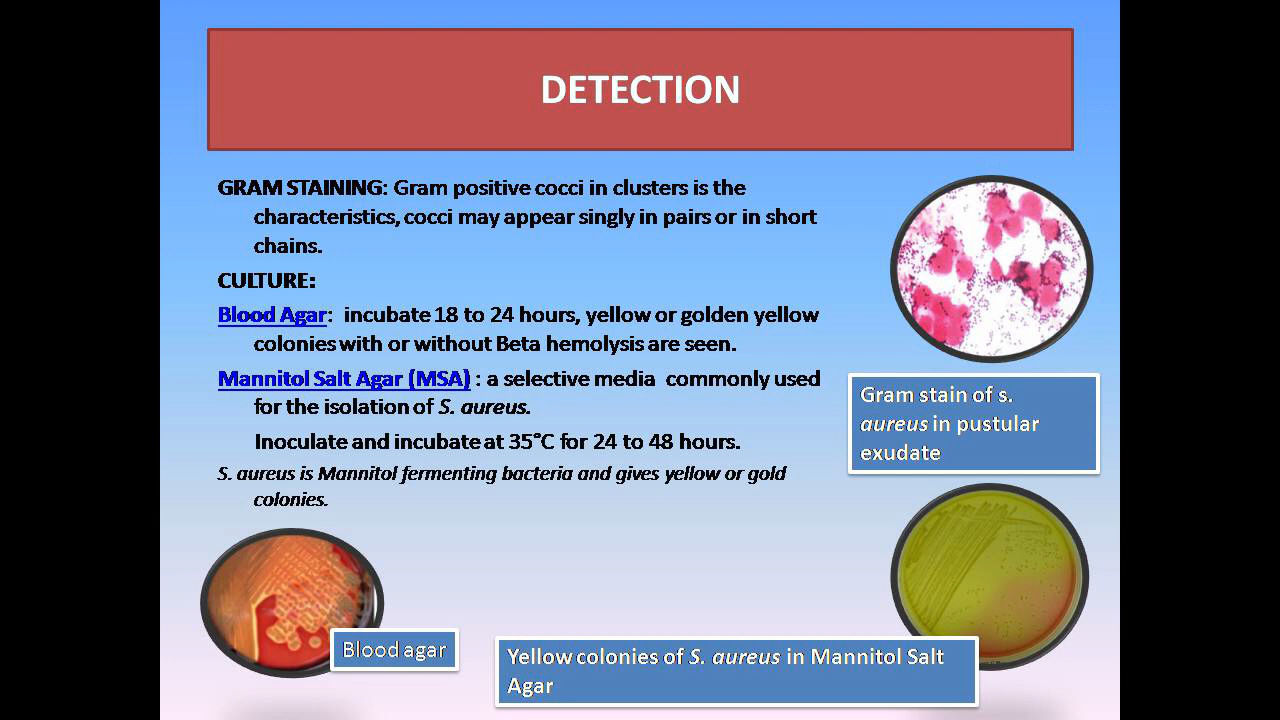 DETECTION
GRAM STAINING: Gram positive cocci in clusters is the
characteristics, cocci may appear singly in pairs or in short
chains.
CULTURE:
Blood Agar:  incubate 18 to 24 hours, yellow or golden yellow
colonies with or without Beta hemolysis are seen.
Mannitol Salt Agar (MSA) : a selective media  commonly used
for the isolation of S. aureus.
Inoculate and incubate at 35°C for 24 to 48 hours.
S. aureus is Mannitol fermenting bacteria and gives yellow or gold
colonies.
Gram stain of s.
aureus in pustular
exudate
Blood agar
Yellow colonies of S. aureus in Mannitol Salt
Agar